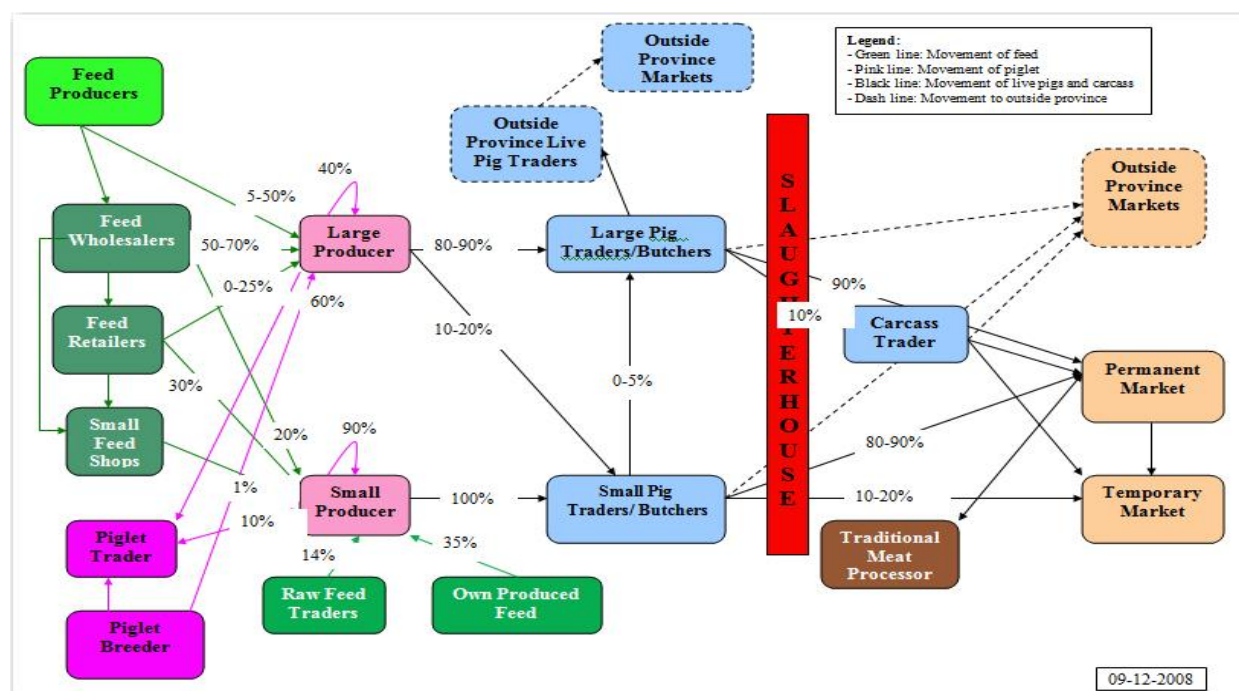 Outside
Province
Markets
Legend:
- Green line: Movement of feed
- Pink line: Movement of piglet
- Black line: Movement of live pigs and carcass
- Dash line: Movement to outside province
Feed
Producers
Outside
Province Live
Pig Traders
40%
5-50%
Feed
Wholesalers
50-70%
Large
Producer
80-90%
Large Pig
Traders/Butchers
Outside
Province
Markets
SLAUGHTERHOUSE
0-25%
60%
90%
10%
Feed
Retailers
10-20%
Carcass
Trader
Permanent
Market
30%
0-5%
Small
Feed
Shops
20%
90%
80-90%
1%
Small
Producer
100%
Small Pig
Traders/ Butchers
10-20%
Temporary
Market
10%
Piglet
Trader
14%
35%
Traditional
Meat
Processor
Raw Feed
Traders
Own Produced
Feed
Piglet
Breeder
09-12-2008